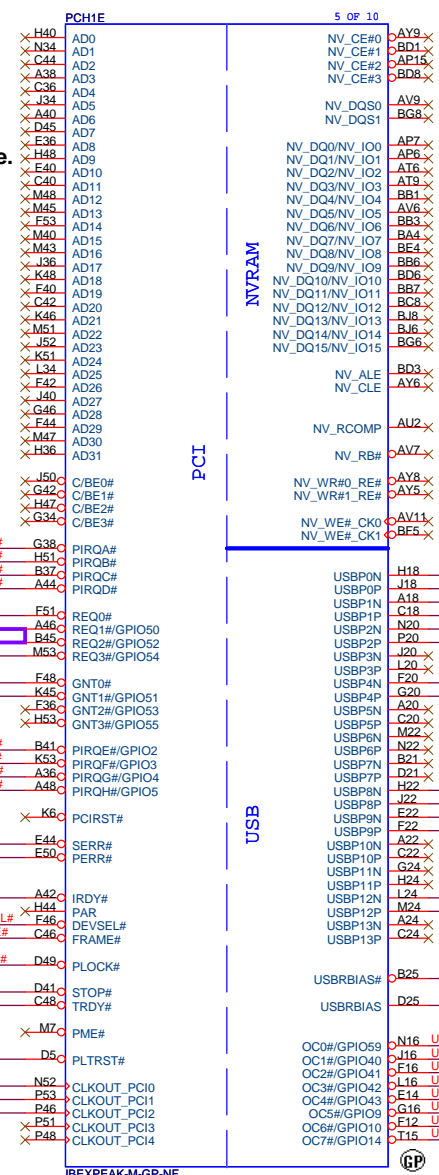 PCH1E 5 OF 10
H40 AD0 NV_CE#0 AY9
N34 AD1 NV_CE#1 BD1
C44 AD2 NV_CE#2 AP15
A38 AD3 NV_CE#3 BD8
C36 AD4
J34 AD5 NV_DQS0 AV9
A40 AD6 NV_DQS1 BG8
D45 AD7
E36 AD8 NV_DQ0/NV_IO0 AP7
e. H48 AD9 NV_DQ1/NV_IO1 AP6
E40 AD10 NV_DQ2/NV_IO2 AT6
C40 AD11 NV_DQ3/NV_IO3 AT9
M48 AD12 NV_DQ4/NV_IO4 BB1
M45 AD13 NV_DQ5/NV_IO5 AV6
F53 AD14 NV_DQ6/NV_IO6 BB3
M40 AD15 NV_DQ7/NV_IO7 BA4
M43 AD16 NV_DQ8/NV_IO8 BE4
J36 AD17 NV_DQ9/NV_IO9 BB6
K48 AD18 NV_DQ10/NV_IO10 BD6
F40 AD19 NV_DQ11/NV_IO11 BB7
C42 AD20 NV_DQ12/NV_IO12 BC8
K46 AD21 NV_DQ13/NV_IO13 BJ8
M51 AD22 NV_DQ14/NV_IO14 BJ6
J52 AD23 NV_DQ15/NV_IO15 BG6
K51 AD24
L34 AD25 NV_ALE BD3
F42 AD26 NV_CLE AY6
J40 AD27
G46 AD28
F44 AD29 NV_RCOMP AU2
M47 AD30
H36 AD31 NV_RB# AV7
NVRAM
PCI
J50 C/BE0# NV_WR#0_RE# AY8
G42 C/BE1# NV_WR#1_RE# AY5
H47 C/BE2#
G34 C/BE3# NV_WE#_CK0 AV11
NV_WE#_CK1 BF5
G38 PIRQA#
H51 PIRQB#
B37 PIRQC# USBP0N H18
A44 PIRQD# USBP0P J18
USBP1N A18
F51 REQ0# USBP1P C18
A46 REQ1#/GPIO50 USBP2N N20
B45 REQ2#/GPIO52 USBP2P P20
M53 REQ3#/GPIO54 USBP3N J20
USBP3P L20
F48 GNT0# USBP4N F20
K45 GNT1#/GPIO51 USBP4P G20
F36 GNT2#/GPIO53 USBP5N A20
H53 GNT3#/GPIO55 USBP5P C20
USBP6N M22
B41 PIRQE#/GPIO2 USBP6P N22
K53 PIRQF#/GPIO3 USBP7N B21
A36 PIRQG#/GPIO4 USBP7P D21
A48 PIRQH#/GPIO5 USBP8N H22
USBP8P J22
K6 PCIRST# USBP9N E22
USBP9P F22
USB
E44 SERR# USBP10N A22
E50 PERR# USBP10P C22
USBP11N G24
USBP11P H24
A42 IRDY# USBP12N L24
H44 PAR USBP12P M24
L# F46 DEVSEL# USBP13N A24
C46 FRAME# USBP13P C24
D49 PLOCK#
USBRBIAS# B25
D41 STOP#
C48 TRDY# USBRBIAS D25
M7 PME#
OC0#/GPIO59 N16
D5 PLTRST# OC1#/GPIO40 J16
OC2#/GPIO41 F16
N52 CLKOUT_PCI0 OC3#/GPIO42 L16
P53 CLKOUT_PCI1 OC4#/GPIO43 E14
P46 CLKOUT_PCI2 OC5#/GPIO9 G16
P51 CLKOUT_PCI3 OC6#/GPIO10 F12
P48 CLKOUT_PCI4 OC7#/GPIO14 T15
GP
IBEXPEAK-M-GP-NF